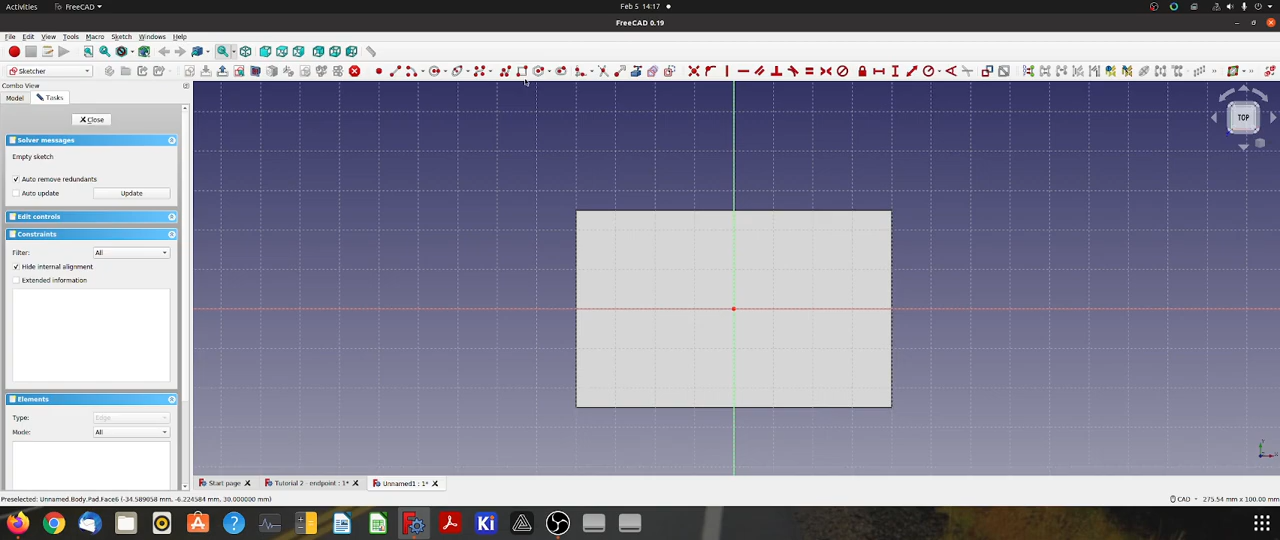 Activities
FreeCAD
Feb 5 14:17
FreeCAD 0.19
File Edit View Tools Macro Sketch Windows Help
Sketcher
Combo View
Model Tasks
Close
Solver messages
Empty sketch
Auto remove redundants
Auto update Update
Edit controls
Constraints
Filter: All
Hide internal alignment
Extended information
Elements
Type: Edge
Mode: All
TOP
Start page Tutorial 2 - endpoint : 1* Unnamed1 : 1*
Preselected: Unnamed.Body.Pad.Face6 (-34.589058 mm, -6.224584 mm, 30.000000 mm)
CAD 275.54 mm x 100.00 mm
Ki